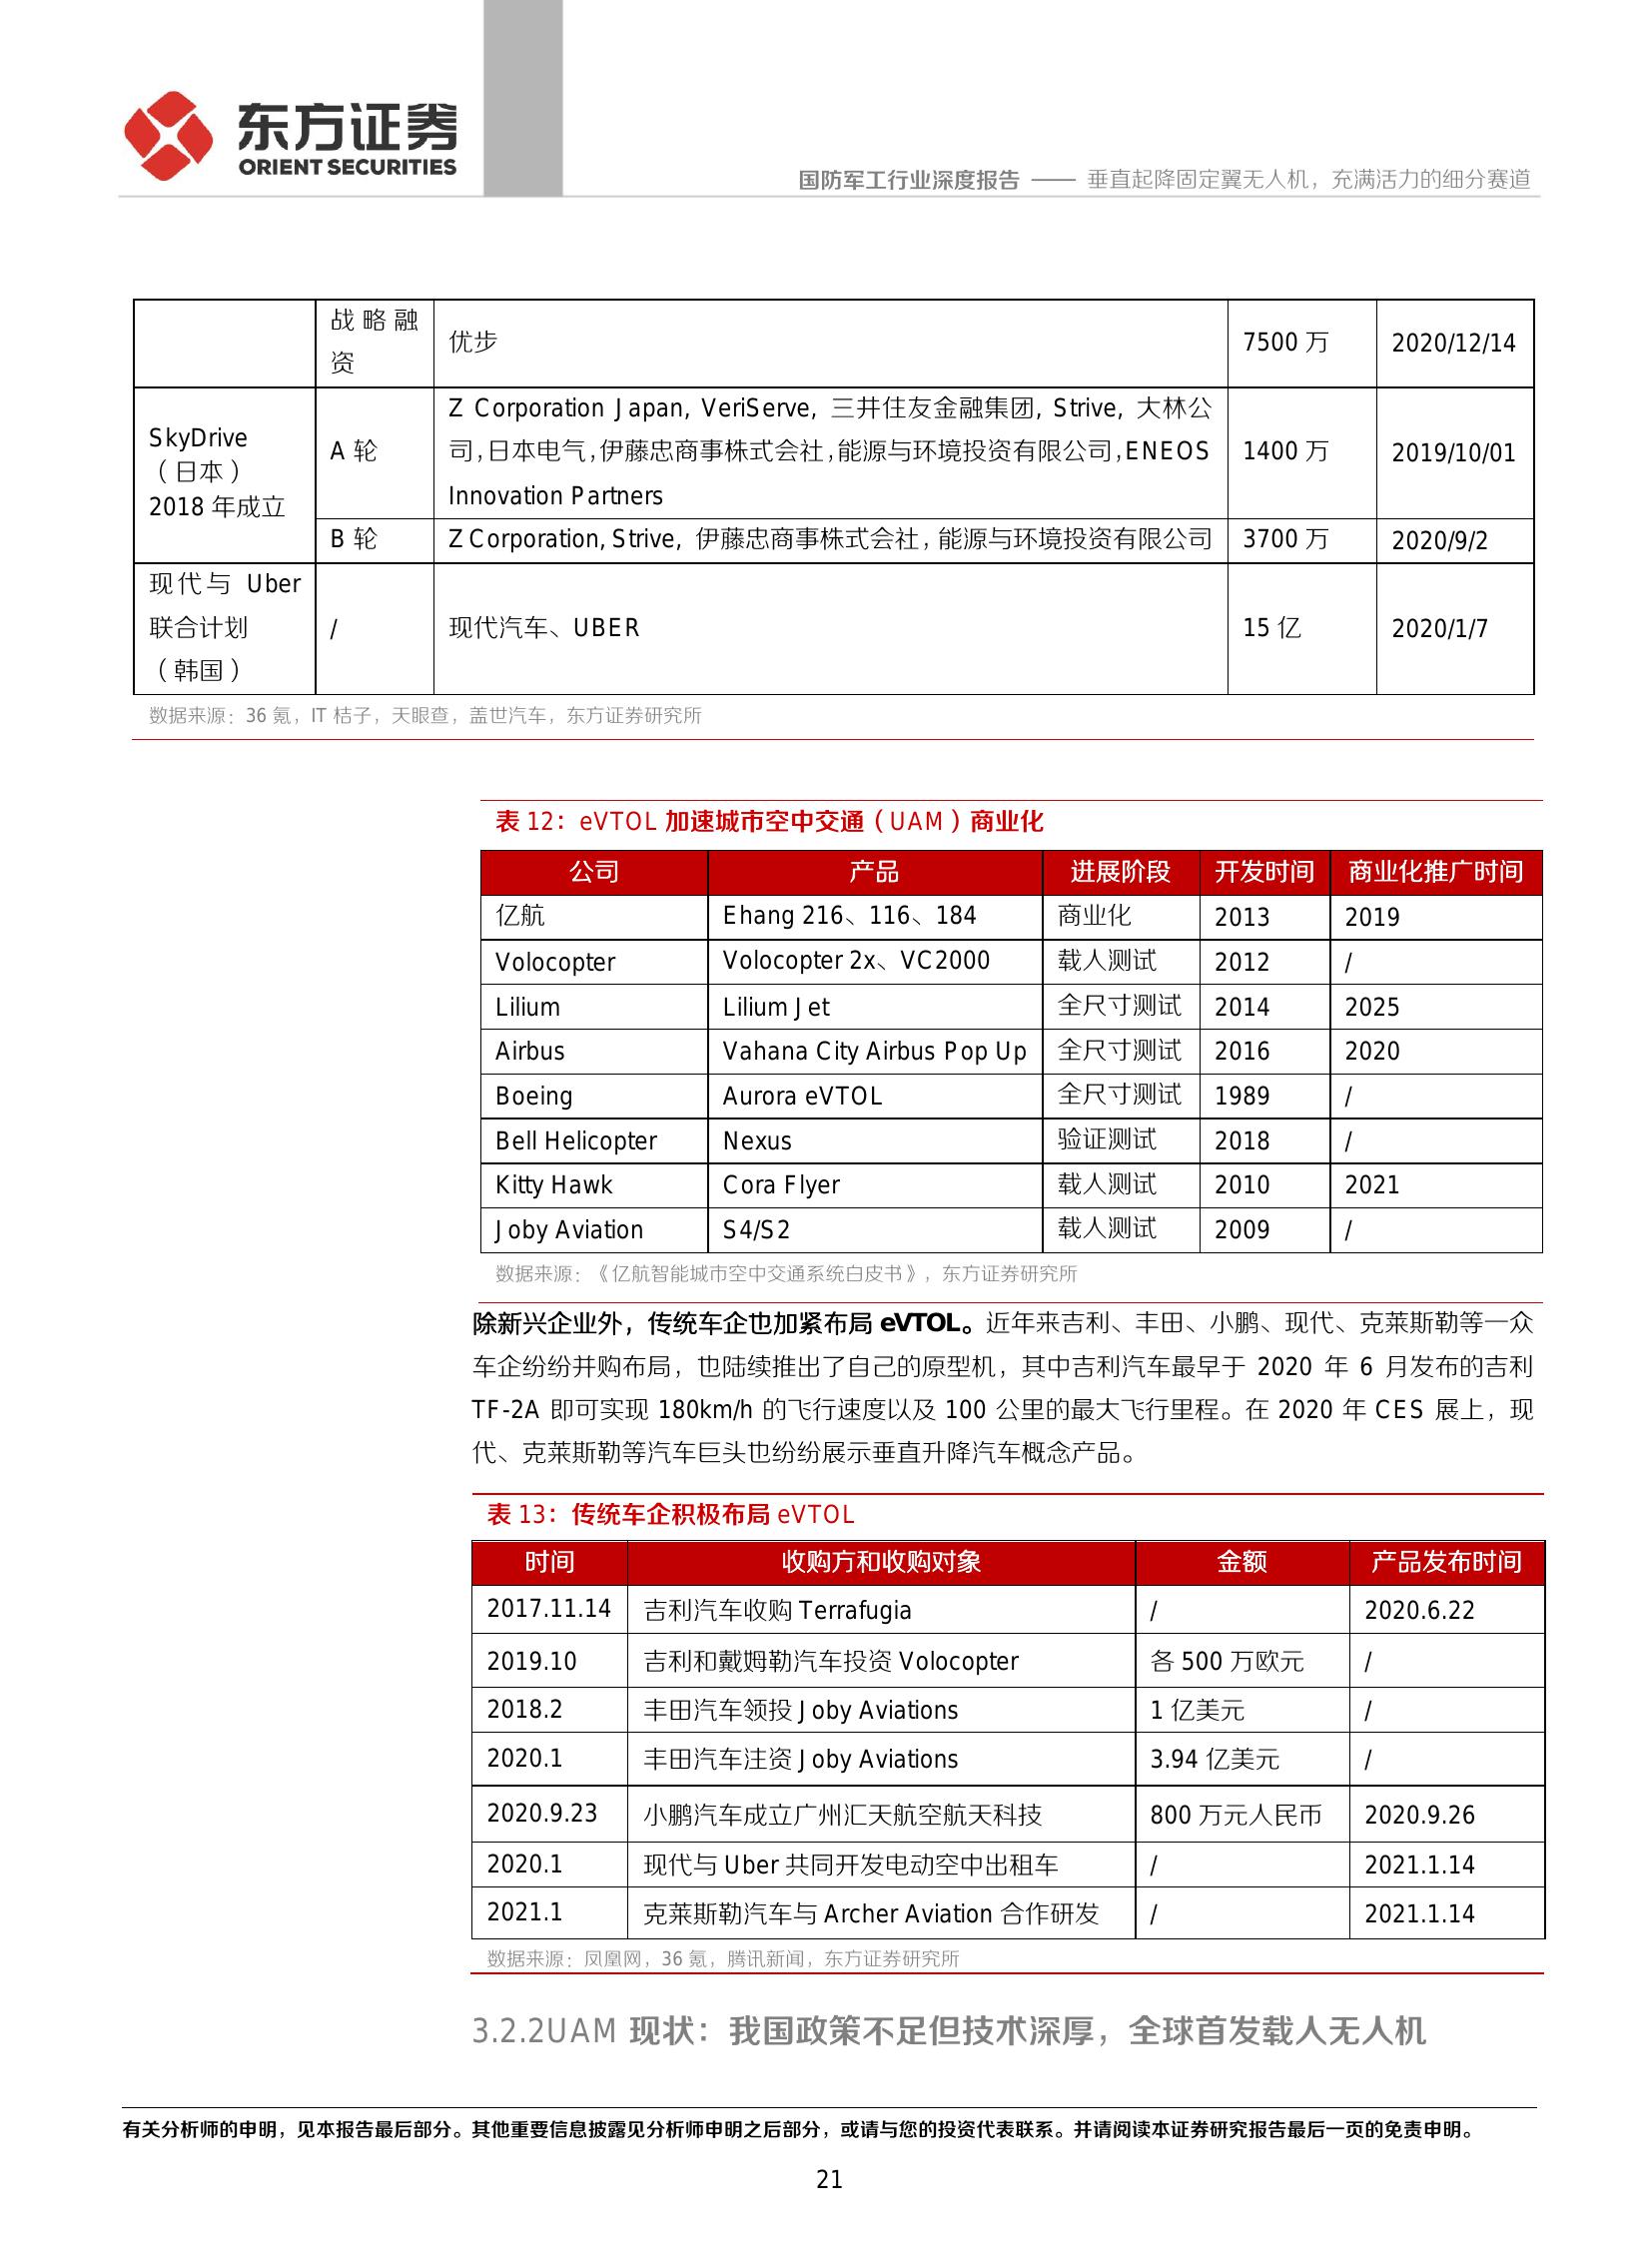 东方证券
ORIENT SECURITIES
国防军工行业深度报告 —— 垂直起降固定翼无人机，充满活力的细分赛道
战略融资 优步 7500 万 2020/12/14
SkyDrive
（日本）
2018 年成立
A 轮
Z Corporation Japan, VeriServe, 三井住友金融集团, Strive, 大林公
司,日本电气,伊藤忠商事株式会社,能源与环境投资有限公司,ENEOS
Innovation Partners
1400 万 2019/10/01
B 轮 Z Corporation, Strive, 伊藤忠商事株式会社, 能源与环境投资有限公司 3700 万 2020/9/2
现代与 Uber
联合计划
（韩国）
/ 现代汽车、UBER 15 亿 2020/1/7
数据来源：36 氪，IT 桔子，天眼查，盖世汽车，东方证券研究所
表 12：eVTOL 加速城市空中交通（UAM）商业化
公司 产品 进展阶段 开发时间 商业化推广时间
亿航 Ehang 216、116、184 商业化 2013 2019
Volocopter Volocopter 2x、VC2000 载人测试 2012 /
Lilium Lilium Jet 全尺寸测试 2014 2025
Airbus Vahana City Airbus Pop Up 全尺寸测试 2016 2020
Boeing Aurora eVTOL 全尺寸测试 1989 /
Bell Helicopter Nexus 验证测试 2018 /
Kitty Hawk Cora Flyer 载人测试 2010 2021
Joby Aviation S4/S2 载人测试 2009 /
数据来源：《亿航智能城市空中交通系统白皮书》，东方证券研究所
除新兴企业外，传统车企也加紧布局 eVTOL。近年来吉利、丰田、小鹏、现代、克莱斯勒等一众
车企纷纷并购布局，也陆续推出了自己的原型机，其中吉利汽车最早于 2020 年 6 月发布的吉利
TF-2A 即可实现 180km/h 的飞行速度以及 100 公里的最大飞行里程。在 2020 年 CES 展上，现
代、克莱斯勒等汽车巨头也纷纷展示垂直升降汽车概念产品。
表 13：传统车企积极布局 eVTOL
时间 收购方和收购对象 金额 产品发布时间
2017.11.14 吉利汽车收购 Terrafugia / 2020.6.22
2019.10 吉利和戴姆勒汽车投资 Volocopter 各 500 万欧元 /
2018.2 丰田汽车领投 Joby Aviations 1 亿美元 /
2020.1 丰田汽车注资 Joby Aviations 3.94 亿美元 /
2020.9.23 小鹏汽车成立广州汇天航空航天科技 800 万元人民币 2020.9.26
2020.1 现代与 Uber 共同开发电动空中出租车 / 2021.1.14
2021.1 克莱斯勒汽车与 Archer Aviation 合作研发 / 2021.1.14
数据来源：凤凰网，36 氪，腾讯新闻，东方证券研究所
3.2.2UAM 现状：我国政策不足但技术深厚，全球首发载人无人机
有关分析师的申明，见本报告最后部分。其他重要信息披露见分析师申明之后部分，或请与您的投资代表联系。并请阅读本证券研究报告最后一页的免责申明。
21